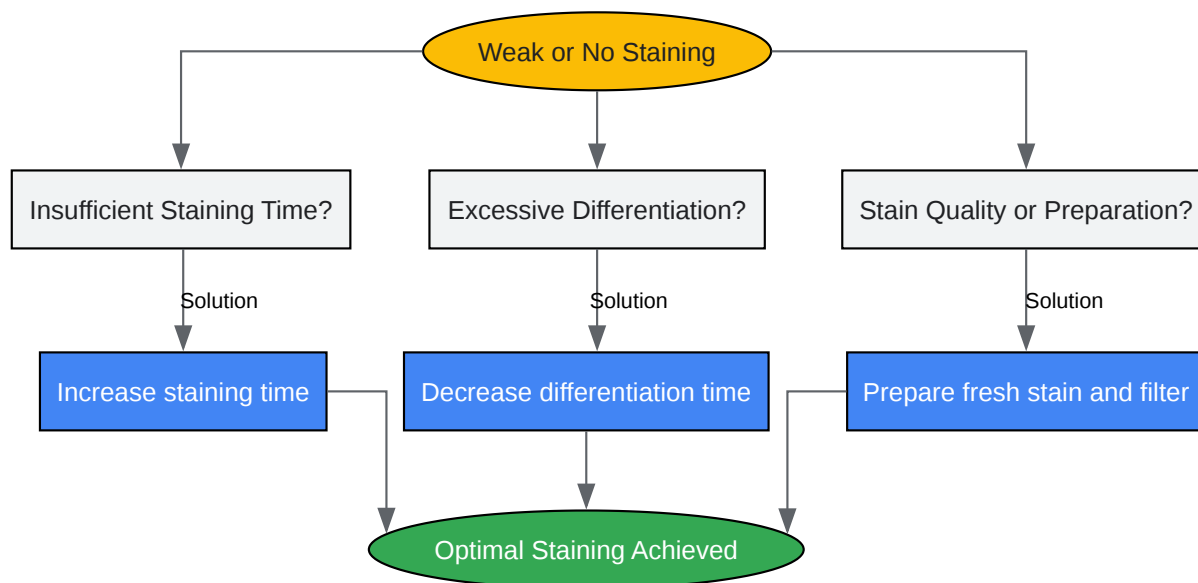 Weak or No Staining
Insufficient Staining Time?
Excessive Differentiation?
Stain Quality or Preparation?
Solution
Solution
Solution
Increase staining time
Decrease differentiation time
Prepare fresh stain and filter
Optimal Staining Achieved